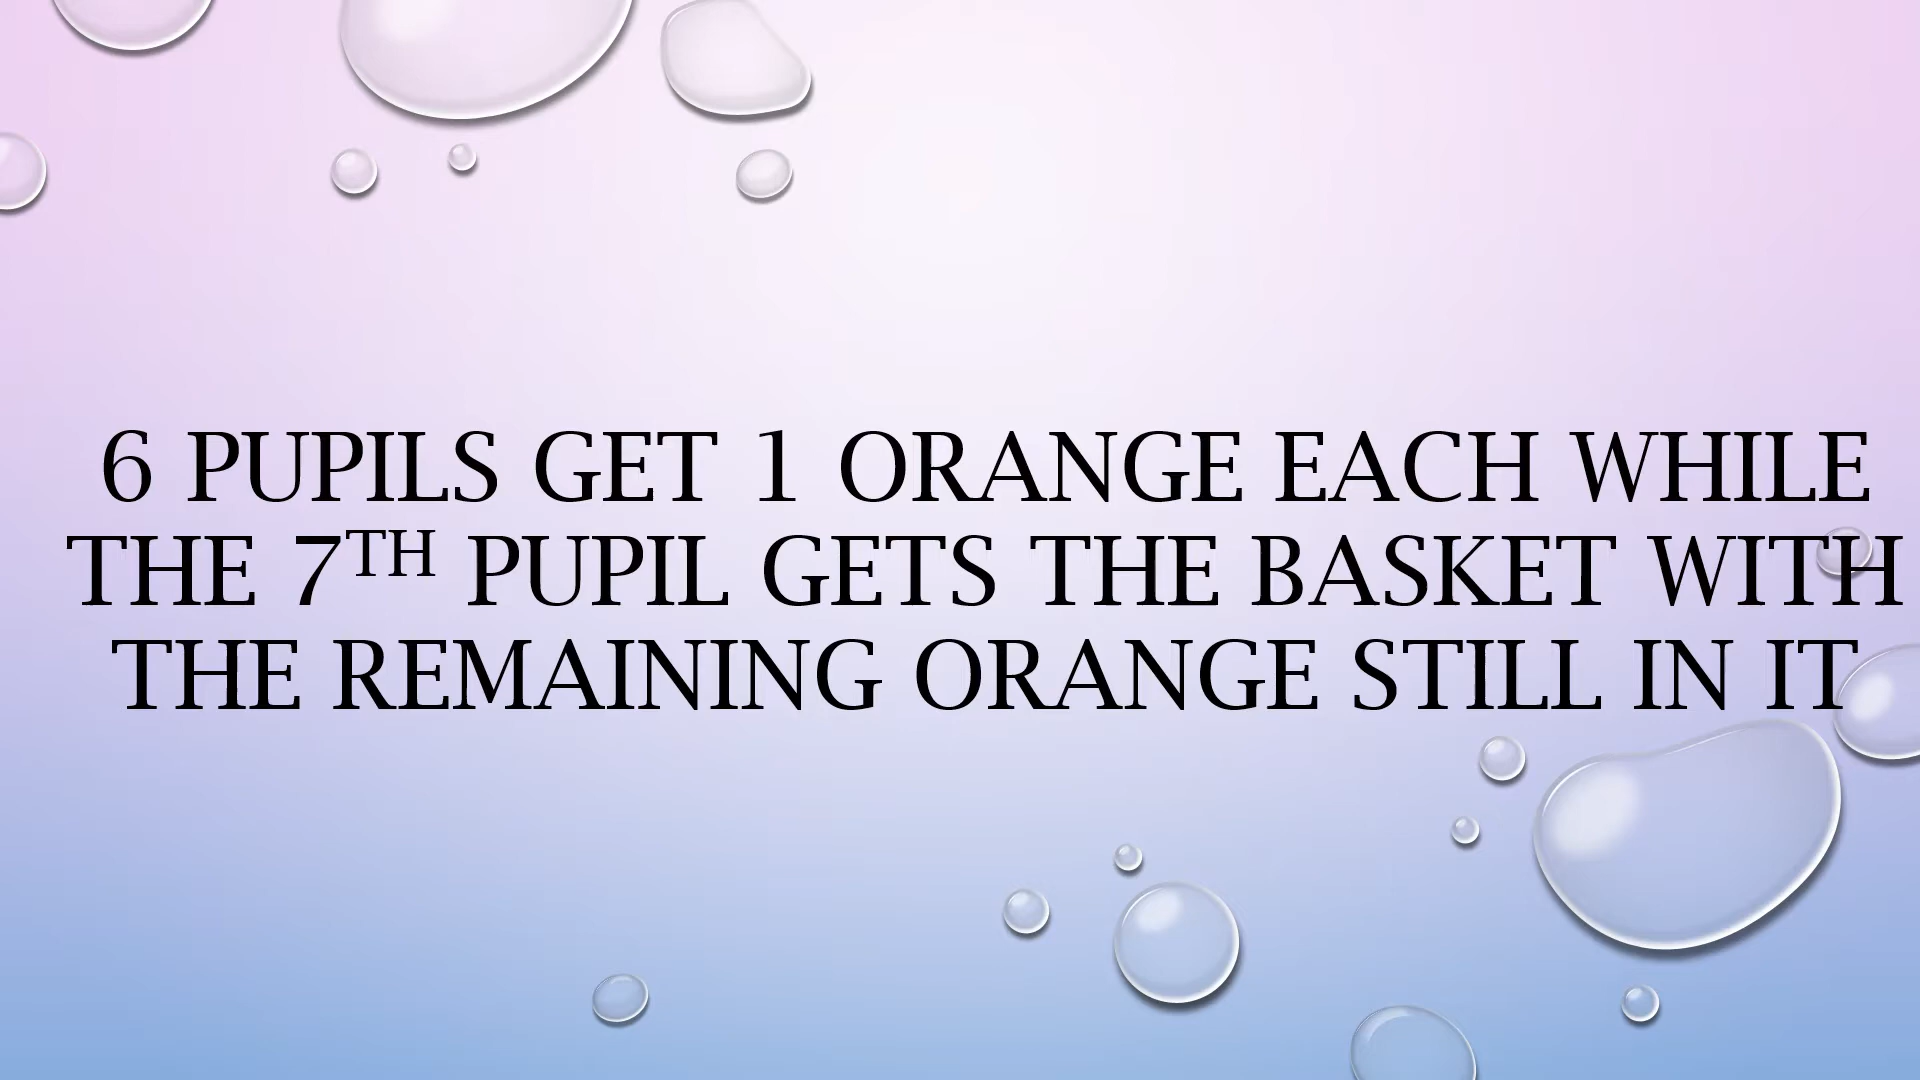 6 PUPILS GET 1 ORANGE EACH WHILE
THE 7TH PUPIL GETS THE BASKET WITH
THE REMAINING ORANGE STILL IN IT